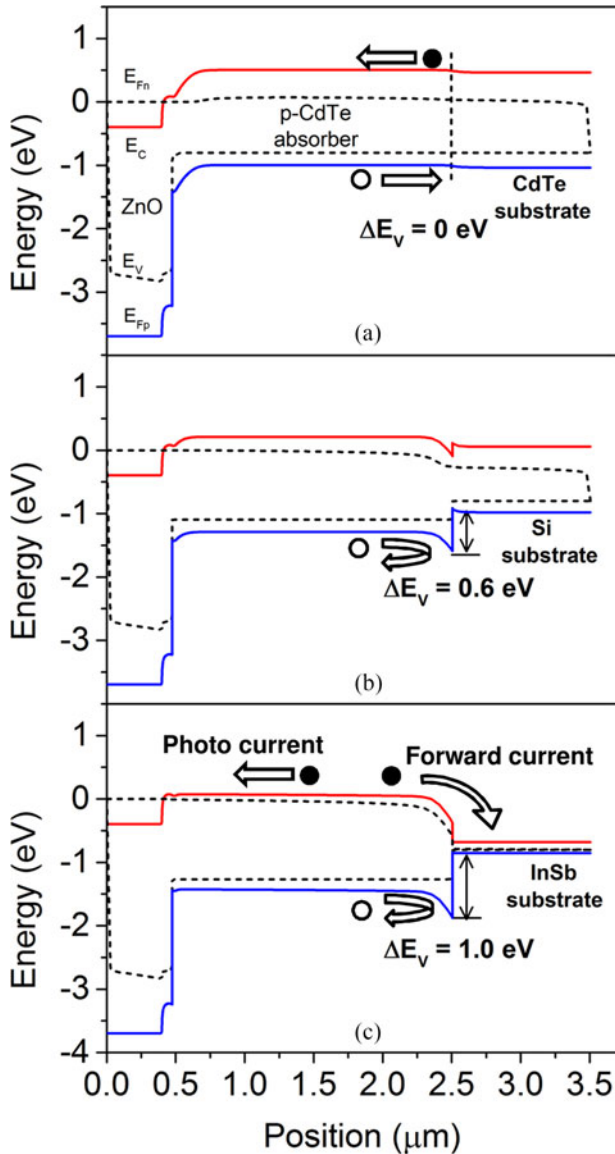 1
0
-1
-2
-3
Energy (eV)
E_Fn
E_C
ZnO
E_V
E_Fp
p-CdTe
absorber
CdTe
substrate
ΔE_V = 0 eV
(a)
1
0
-1
-2
-3
Energy (eV)
Si
substrate
ΔE_V = 0.6 eV
(b)
1
0
-1
-2
-3
-4
Energy (eV)
Photo current
Forward current
InSb
substrate
ΔE_V = 1.0 eV
(c)
0.0 0.5 1.0 1.5 2.0 2.5 3.0 3.5
Position (μm)